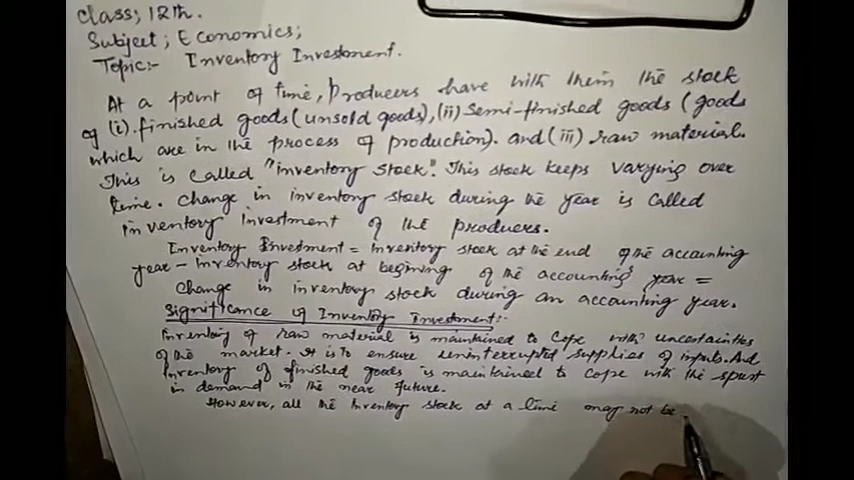 Class; 12th.
Subject; Economics;
Topic:- Inventory Investment.
At a point of time, producers have with them the stock
of (i). finished goods (unsold goods), (ii) Semi-finished goods (goods
which are in the process of production). and (iii) raw material.
This is called "inventory stock". This stock keeps varying over
time. Change in inventory stock during the year is called
inventory investment of the producers.
Inventory Investment = Inventory stock at the end of the accounting
year - inventory stock at begining of the accounting year =
Change in inventory stock during an accounting year.
Significance of Inventory Investment:-
Inventory of raw material is maintained to cope with uncertainties
of the market. It is to ensure uninterrupted supplies of inputs. And
Inventory of finished goods is maintained to cope with the spurt
in demand in the near future.
However, all the Inventory stock at a time may not be